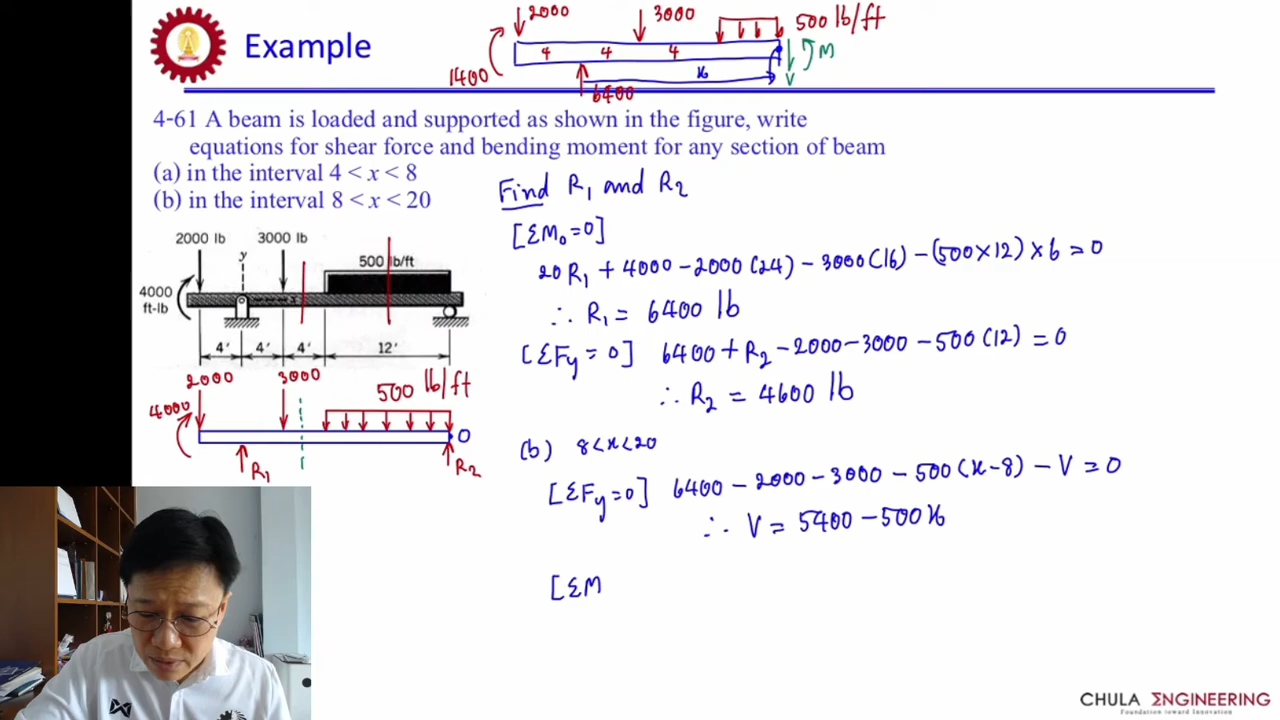 Example
2000
3000
500 lb/ft
4 4 4
1400
6400
x
M
V
4-61 A beam is loaded and supported as shown in the figure, write
equations for shear force and bending moment for any section of beam
(a) in the interval 4 < x < 8
(b) in the interval 8 < x < 20
Find R1 and R2
[ΣMo=0]
20R1 + 4000 - 2000(24) - 3000(16) - (500×12)×6 = 0
∴ R1 = 6400 lb
[ΣFy = 0] 6400 + R2 - 2000 - 3000 - 500(12) = 0
∴ R2 = 4600 lb
2000 lb 3000 lb
y
500 lb/ft
4000
ft-lb
x
4' 4' 4' 12'
2000 3000 500 lb/ft
4000
O
R1 R2
(b) 8<x<20
[ΣFy=0] 6400 - 2000 - 3000 - 500(x-8) - V = 0
∴ V = 5400 - 500x
[ΣM
CHULA ΣNGINEERING
Foundation toward Innovation